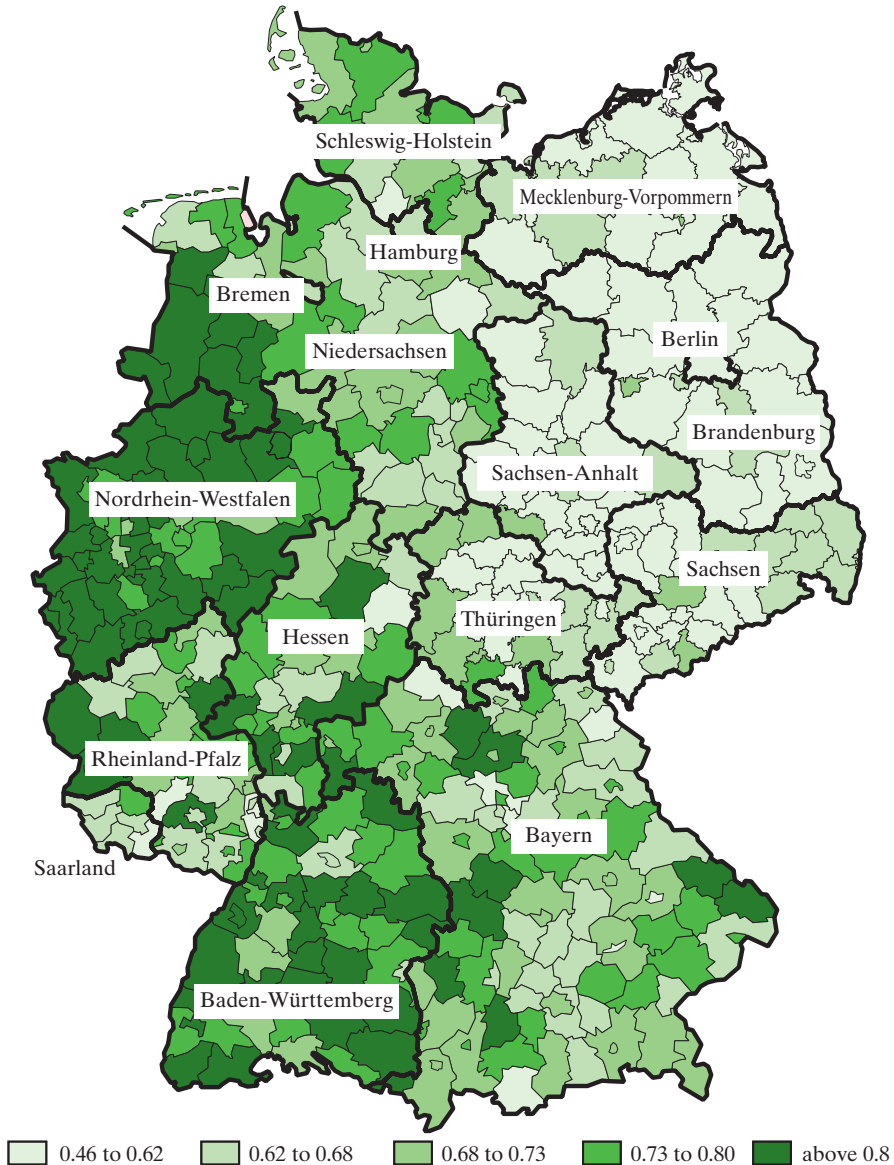 Schleswig-Holstein
Mecklenburg-Vorpommern
Hamburg
Bremen
Berlin
Niedersachsen
Brandenburg
Sachsen-Anhalt
Nordrhein-Westfalen
Sachsen
Thüringen
Hessen
Rheinland-Pfalz
Bayern
Saarland
Baden-Württemberg
0.46 to 0.62 0.62 to 0.68 0.68 to 0.73 0.73 to 0.80 above 0.8